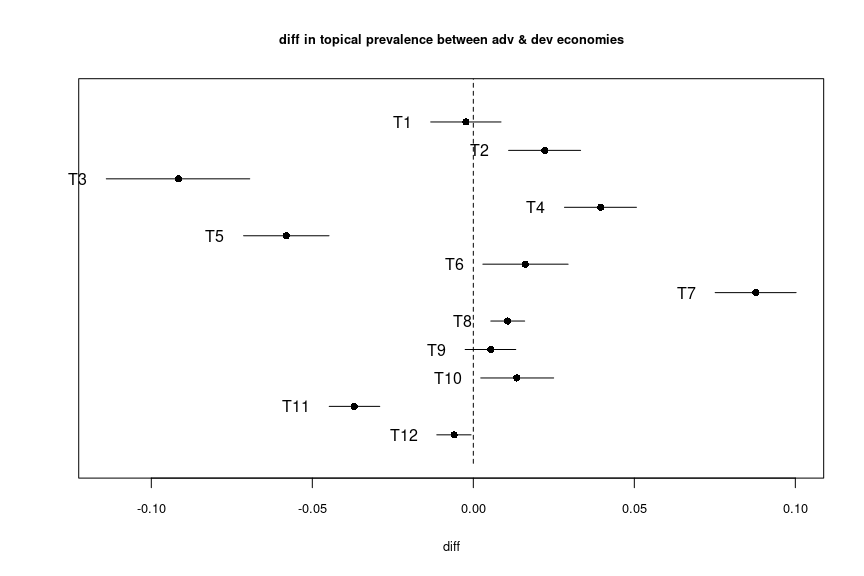 diff in topical prevalence between adv & dev economies
T1
T2
T3
T4
T5
T6
T7
T8
T9
T10
T11
T12
-0.10 -0.05 0.00 0.05 0.10
diff